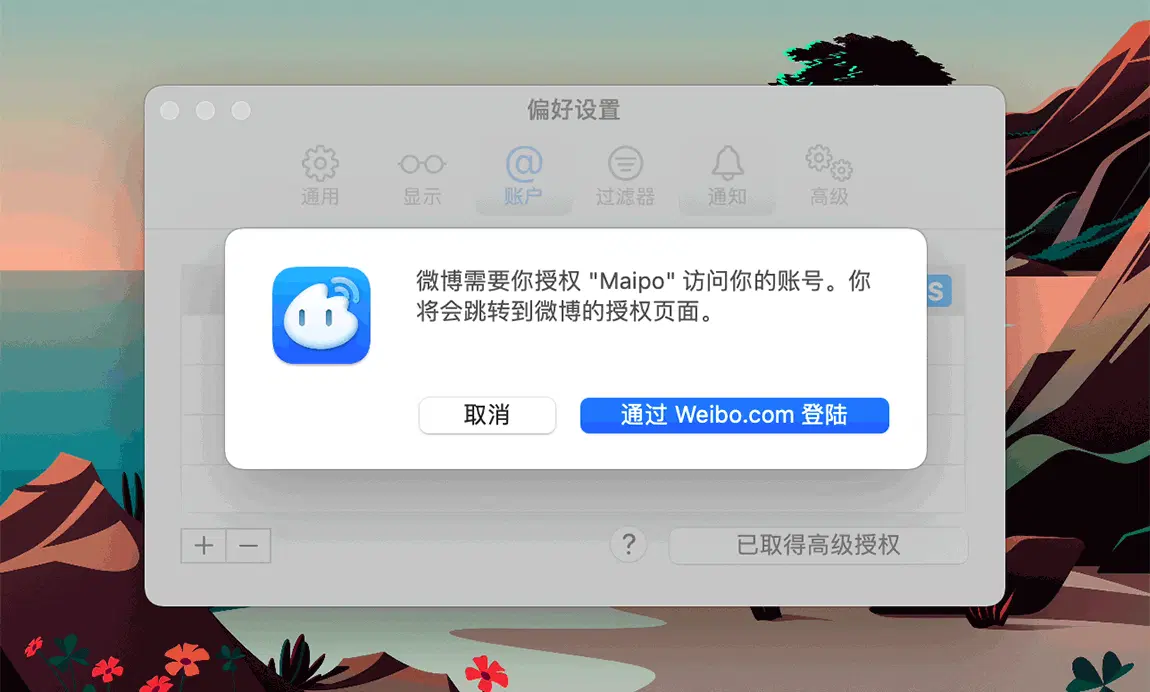 偏好设置
@
通用 显示 账户 过滤器 通知 高级
微博需要你授权 "Maipo" 访问你的账号。你
将会跳转到微博的授权页面。
S
取消 通过 Weibo.com 登陆
+ − ? 已取得高级授权